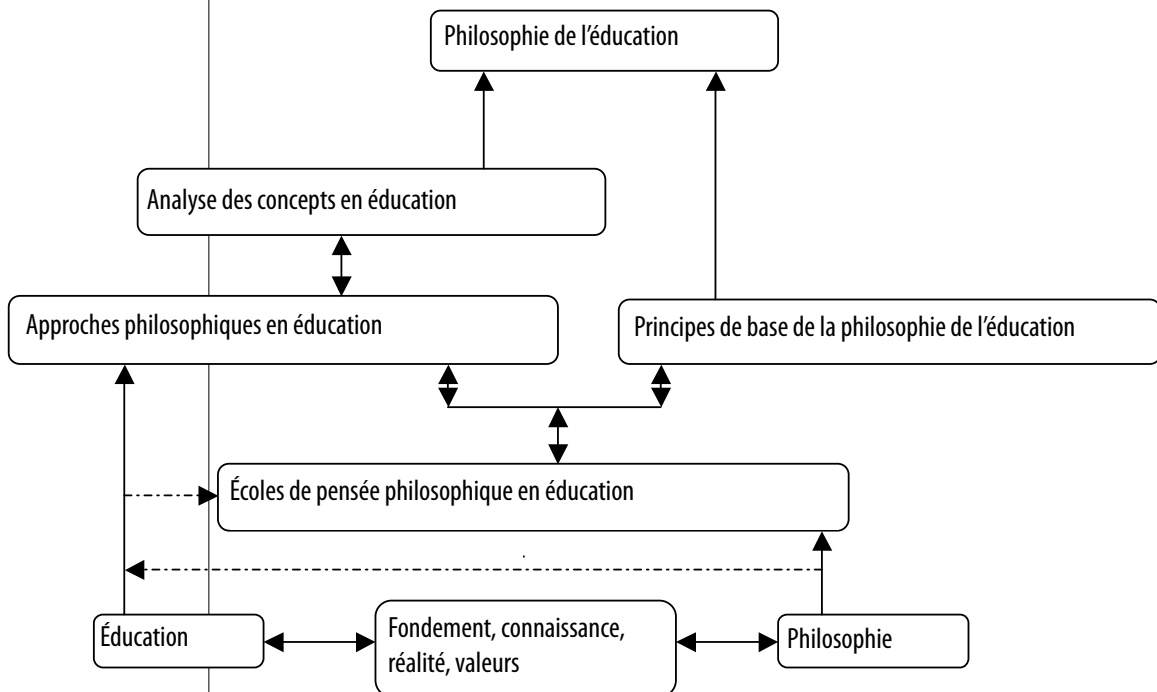 Philosophie de l’éducation
Analyse des concepts en éducation
Approches philosophiques en éducation
Principes de base de la philosophie de l’éducation
Écoles de pensée philosophique en éducation
Éducation
Fondement, connaissance,
réalité, valeurs
Philosophie